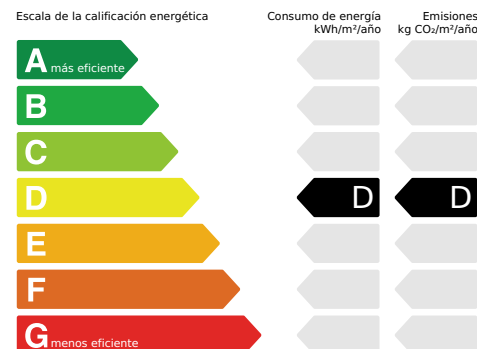 Escala de la calificación energética
Consumo de energía
kWh/m²/año
Emisiones
kg CO₂/m²/año
A más eficiente
B
C
D D D
E
F
G menos eficiente